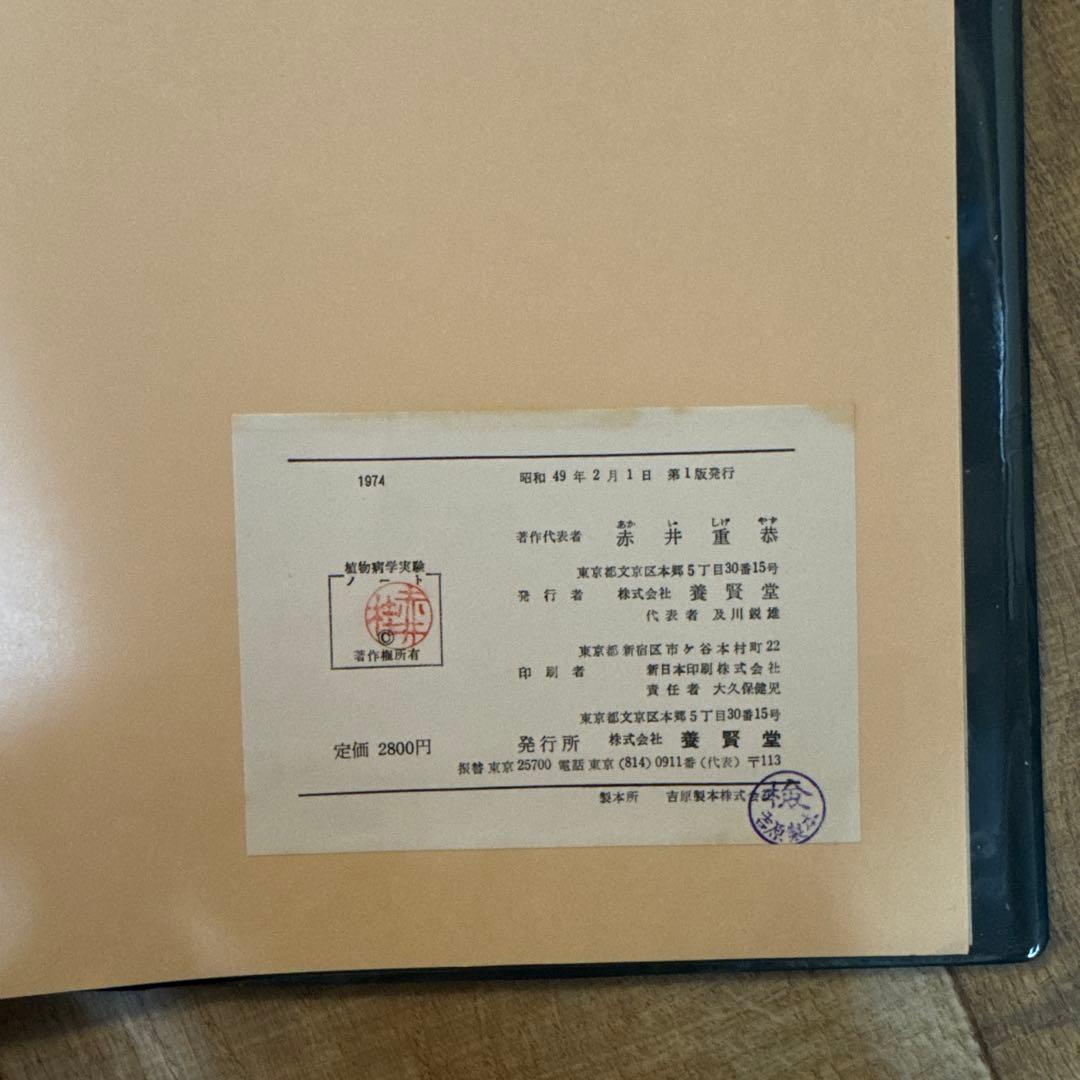 1974
昭和 49 年 2 月 1 日 第 1 版発行
あか い しげ やす
著作代表者 赤 井 重 恭
植物病学実験
ノート
赤井
©
著作権所有
東京都文京区本郷 5 丁目30番15号
発 行 者 株式会社 養 賢 堂
代 表 者 及 川 鋭 雄
東京都新宿区市ケ谷本村町 22
印 刷 者 新日本印刷株式会社
責 任 者 大久保健児
定価 2800円
東京都文京区本郷 5 丁目30番15号
発 行 所 株式会社 養 賢 堂
振替 東京 25700 電話 東京 (814) 0911番 (代表) 〒113
製本所 吉原製本株式会
検
吉原製本